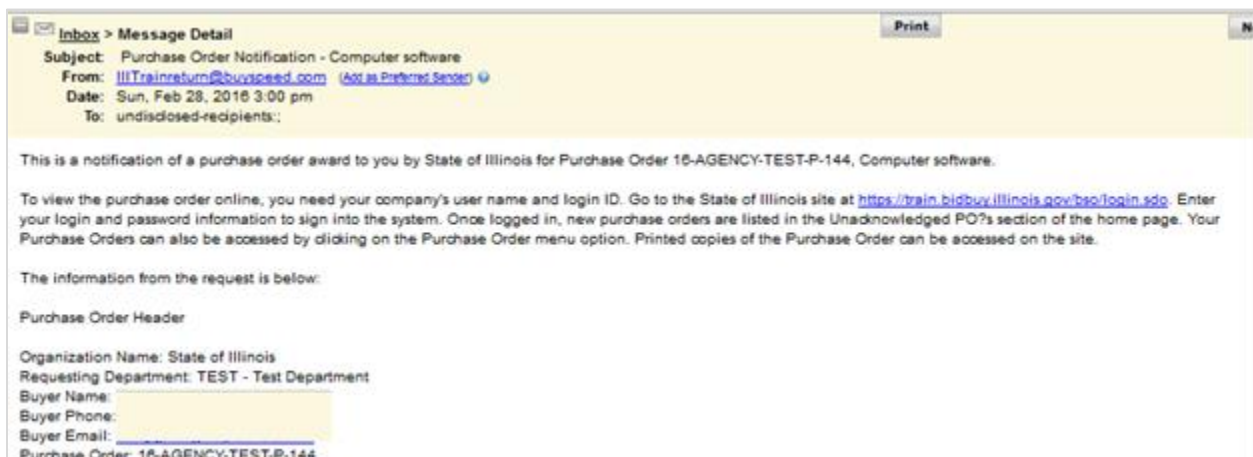 Inbox > Message Detail
Print
N
Subject: Purchase Order Notification - Computer software
From: IllTrainreturn@buyspeed.com (Add as Preferred Sender)
Date: Sun, Feb 28, 2016 3:00 pm
To: undisclosed-recipients:;
This is a notification of a purchase order award to you by State of Illinois for Purchase Order 16-AGENCY-TEST-P-144, Computer software.
To view the purchase order online, you need your company's user name and login ID. Go to the State of Illinois site at https://train.bidbuy.illinois.gov/bso/login.sdo. Enter
your login and password information to sign into the system. Once logged in, new purchase orders are listed in the Unacknowledged PO?s section of the home page. Your
Purchase Orders can also be accessed by clicking on the Purchase Order menu option. Printed copies of the Purchase Order can be accessed on the site.
The information from the request is below:
Purchase Order Header
Organization Name: State of Illinois
Requesting Department: TEST - Test Department
Buyer Name:
Buyer Phone:
Buyer Email:
Purchase Order: 16-AGENCY-TEST-P-144